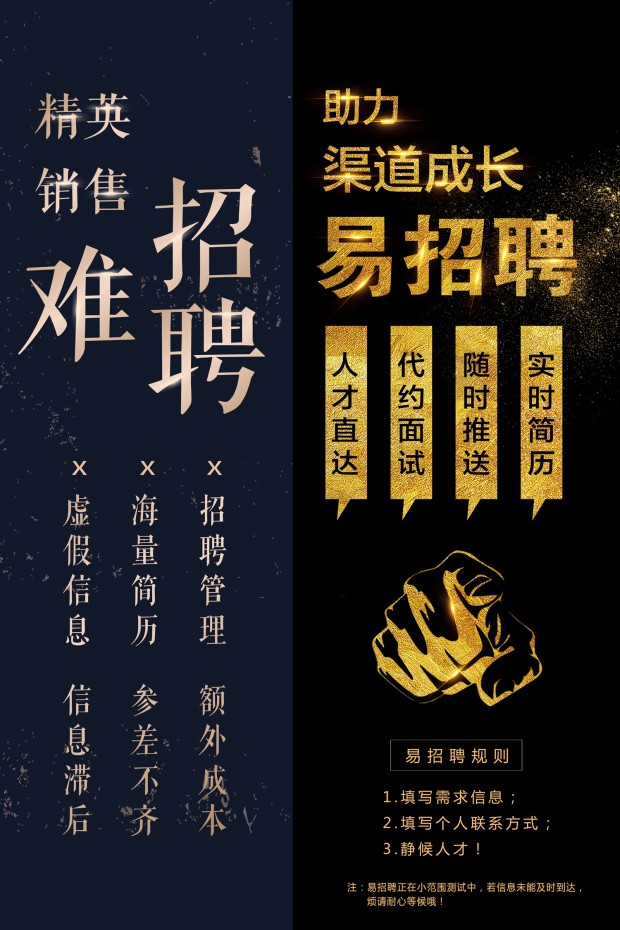 精英
销售
招聘
难
x
招聘管理
额外成本
x
海量简历
参差不齐
x
虚假信息
信息滞后
助力
渠道成长
易招聘
人才直达
代约面试
随时推送
实时简历
易招聘规则
1.填写需求信息；
2.填写个人联系方式；
3.静候人才！
注：易招聘正在小范围测试中，若信息未能及时到达，
烦请耐心等候哦！